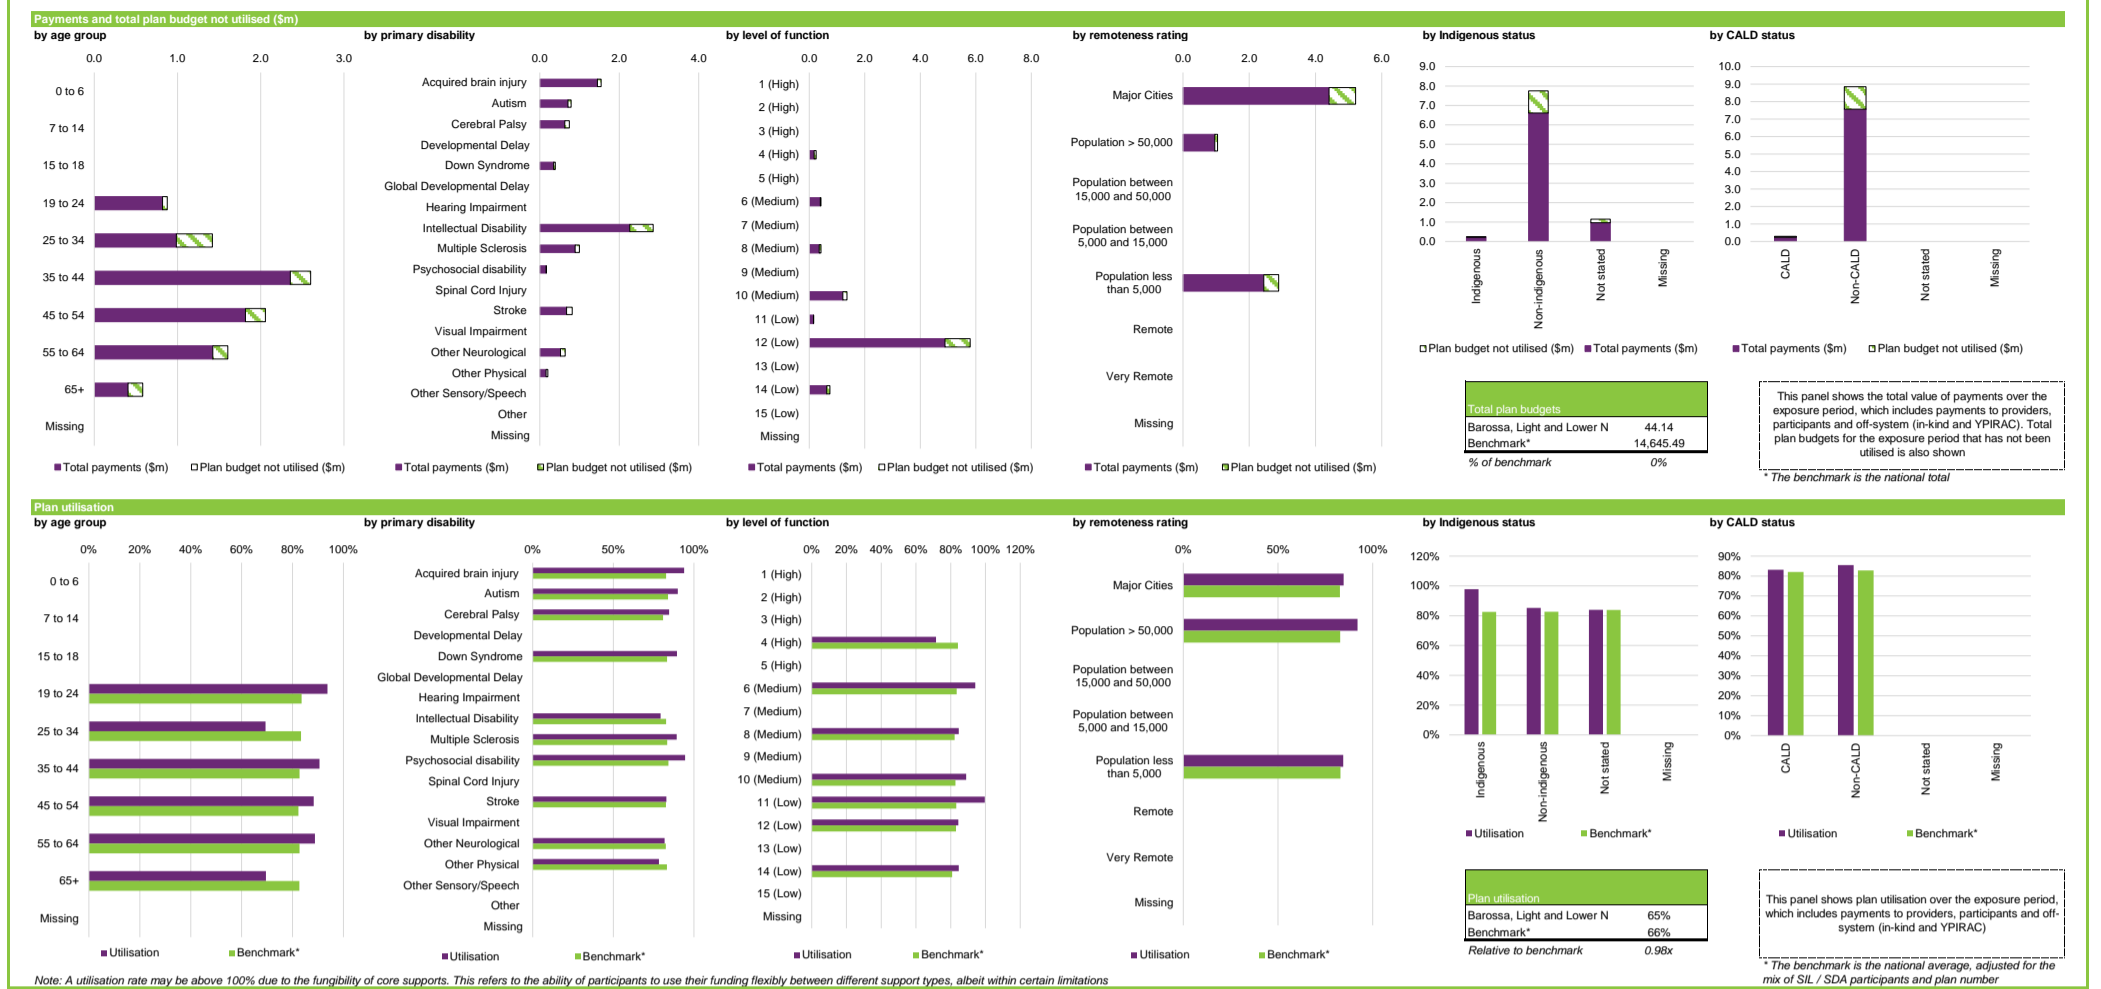 Payments and total plan budget not utilised ($m)
by age group
0.0 1.0 2.0 3.0
0 to 6
7 to 14
15 to 18
19 to 24
25 to 34
35 to 44
45 to 54
55 to 64
65+
Missing
Total payments ($m) Plan budget not utilised ($m)
by primary disability
0.0 2.0 4.0
Acquired brain injury
Autism
Cerebral Palsy
Developmental Delay
Down Syndrome
Global Developmental Delay
Hearing Impairment
Intellectual Disability
Multiple Sclerosis
Psychosocial disability
Spinal Cord Injury
Stroke
Visual Impairment
Other Neurological
Other Physical
Other Sensory/Speech
Other
Missing
Total payments ($m) Plan budget not utilised ($m)
by level of function
0.0 2.0 4.0 6.0
1 (High)
2 (High)
3 (High)
4 (High)
5 (High)
6 (Medium)
7 (Medium)
8 (Medium)
9 (Medium)
10 (Medium)
11 (Low)
12 (Low)
13 (Low)
14 (Low)
15 (Low)
Missing
Total payments ($m) Plan budget not utilised ($m)
by remoteness rating
0.0 2.0 4.0 6.0
Major Cities
Population > 50,000
Population between
15,000 and 50,000
Population between
5,000 and 15,000
Population less
than 5,000
Remote
Very Remote
Missing
Total payments ($m) Plan budget not utilised ($m)
by Indigenous status
9.0
8.0
7.0
6.0
5.0
4.0
3.0
2.0
1.0
0.0
Indigenous
Non-indigenous
Not stated
Missing
Plan budget not utilised ($m) Total payments ($m)
by CALD status
10.0
9.0
8.0
7.0
6.0
5.0
4.0
3.0
2.0
1.0
0.0
CALD
Non-CALD
Not stated
Missing
Total payments ($m) Plan budget not utilised ($m)
Total plan budgets
Barossa, Light and Lower N 44.14
Benchmark* 14,645.49
% of benchmark 0%
This panel shows the total value of payments over the
exposure period, which includes payments to providers,
participants and off-system (in-kind and YPIRAC). Total
plan budgets for the exposure period that has not been
utilised is also shown
* The benchmark is the national total
Plan utilisation
by age group
0% 20% 40% 60% 80% 100%
0 to 6
7 to 14
15 to 18
19 to 24
25 to 34
35 to 44
45 to 54
55 to 64
65+
Missing
Utilisation Benchmark*
by primary disability
0% 50% 100%
Acquired brain injury
Autism
Cerebral Palsy
Developmental Delay
Down Syndrome
Global Developmental Delay
Hearing Impairment
Intellectual Disability
Multiple Sclerosis
Psychosocial disability
Spinal Cord Injury
Stroke
Visual Impairment
Other Neurological
Other Physical
Other Sensory/Speech
Other
Missing
Utilisation Benchmark*
by level of function
0% 20% 40% 60% 80% 100% 120%
1 (High)
2 (High)
3 (High)
4 (High)
5 (High)
6 (Medium)
7 (Medium)
8 (Medium)
9 (Medium)
10 (Medium)
11 (Low)
12 (Low)
13 (Low)
14 (Low)
15 (Low)
Missing
Utilisation Benchmark*
by remoteness rating
0% 50% 100%
Major Cities
Population > 50,000
Population between
15,000 and 50,000
Population between
5,000 and 15,000
Population less
than 5,000
Remote
Very Remote
Missing
Utilisation Benchmark*
by Indigenous status
120%
100%
80%
60%
40%
20%
0%
Indigenous
Non-indigenous
Not stated
Missing
Utilisation Benchmark*
by CALD status
90%
80%
70%
60%
50%
40%
30%
20%
10%
0%
CALD
Non-CALD
Not stated
Missing
Utilisation Benchmark*
Plan utilisation
Barossa, Light and Lower N 65%
Benchmark* 66%
Relative to benchmark 0.98x
This panel shows plan utilisation over the exposure period,
which includes payments to providers, participants and off-
system (in-kind and YPIRAC)
* The benchmark is the national average, adjusted for the
mix of SIL / SDA participants and plan number
Note: A utilisation rate may be above 100% due to the fungibility of core supports. This refers to the ability of participants to use their funding flexibly between different support types, albeit within certain limitations